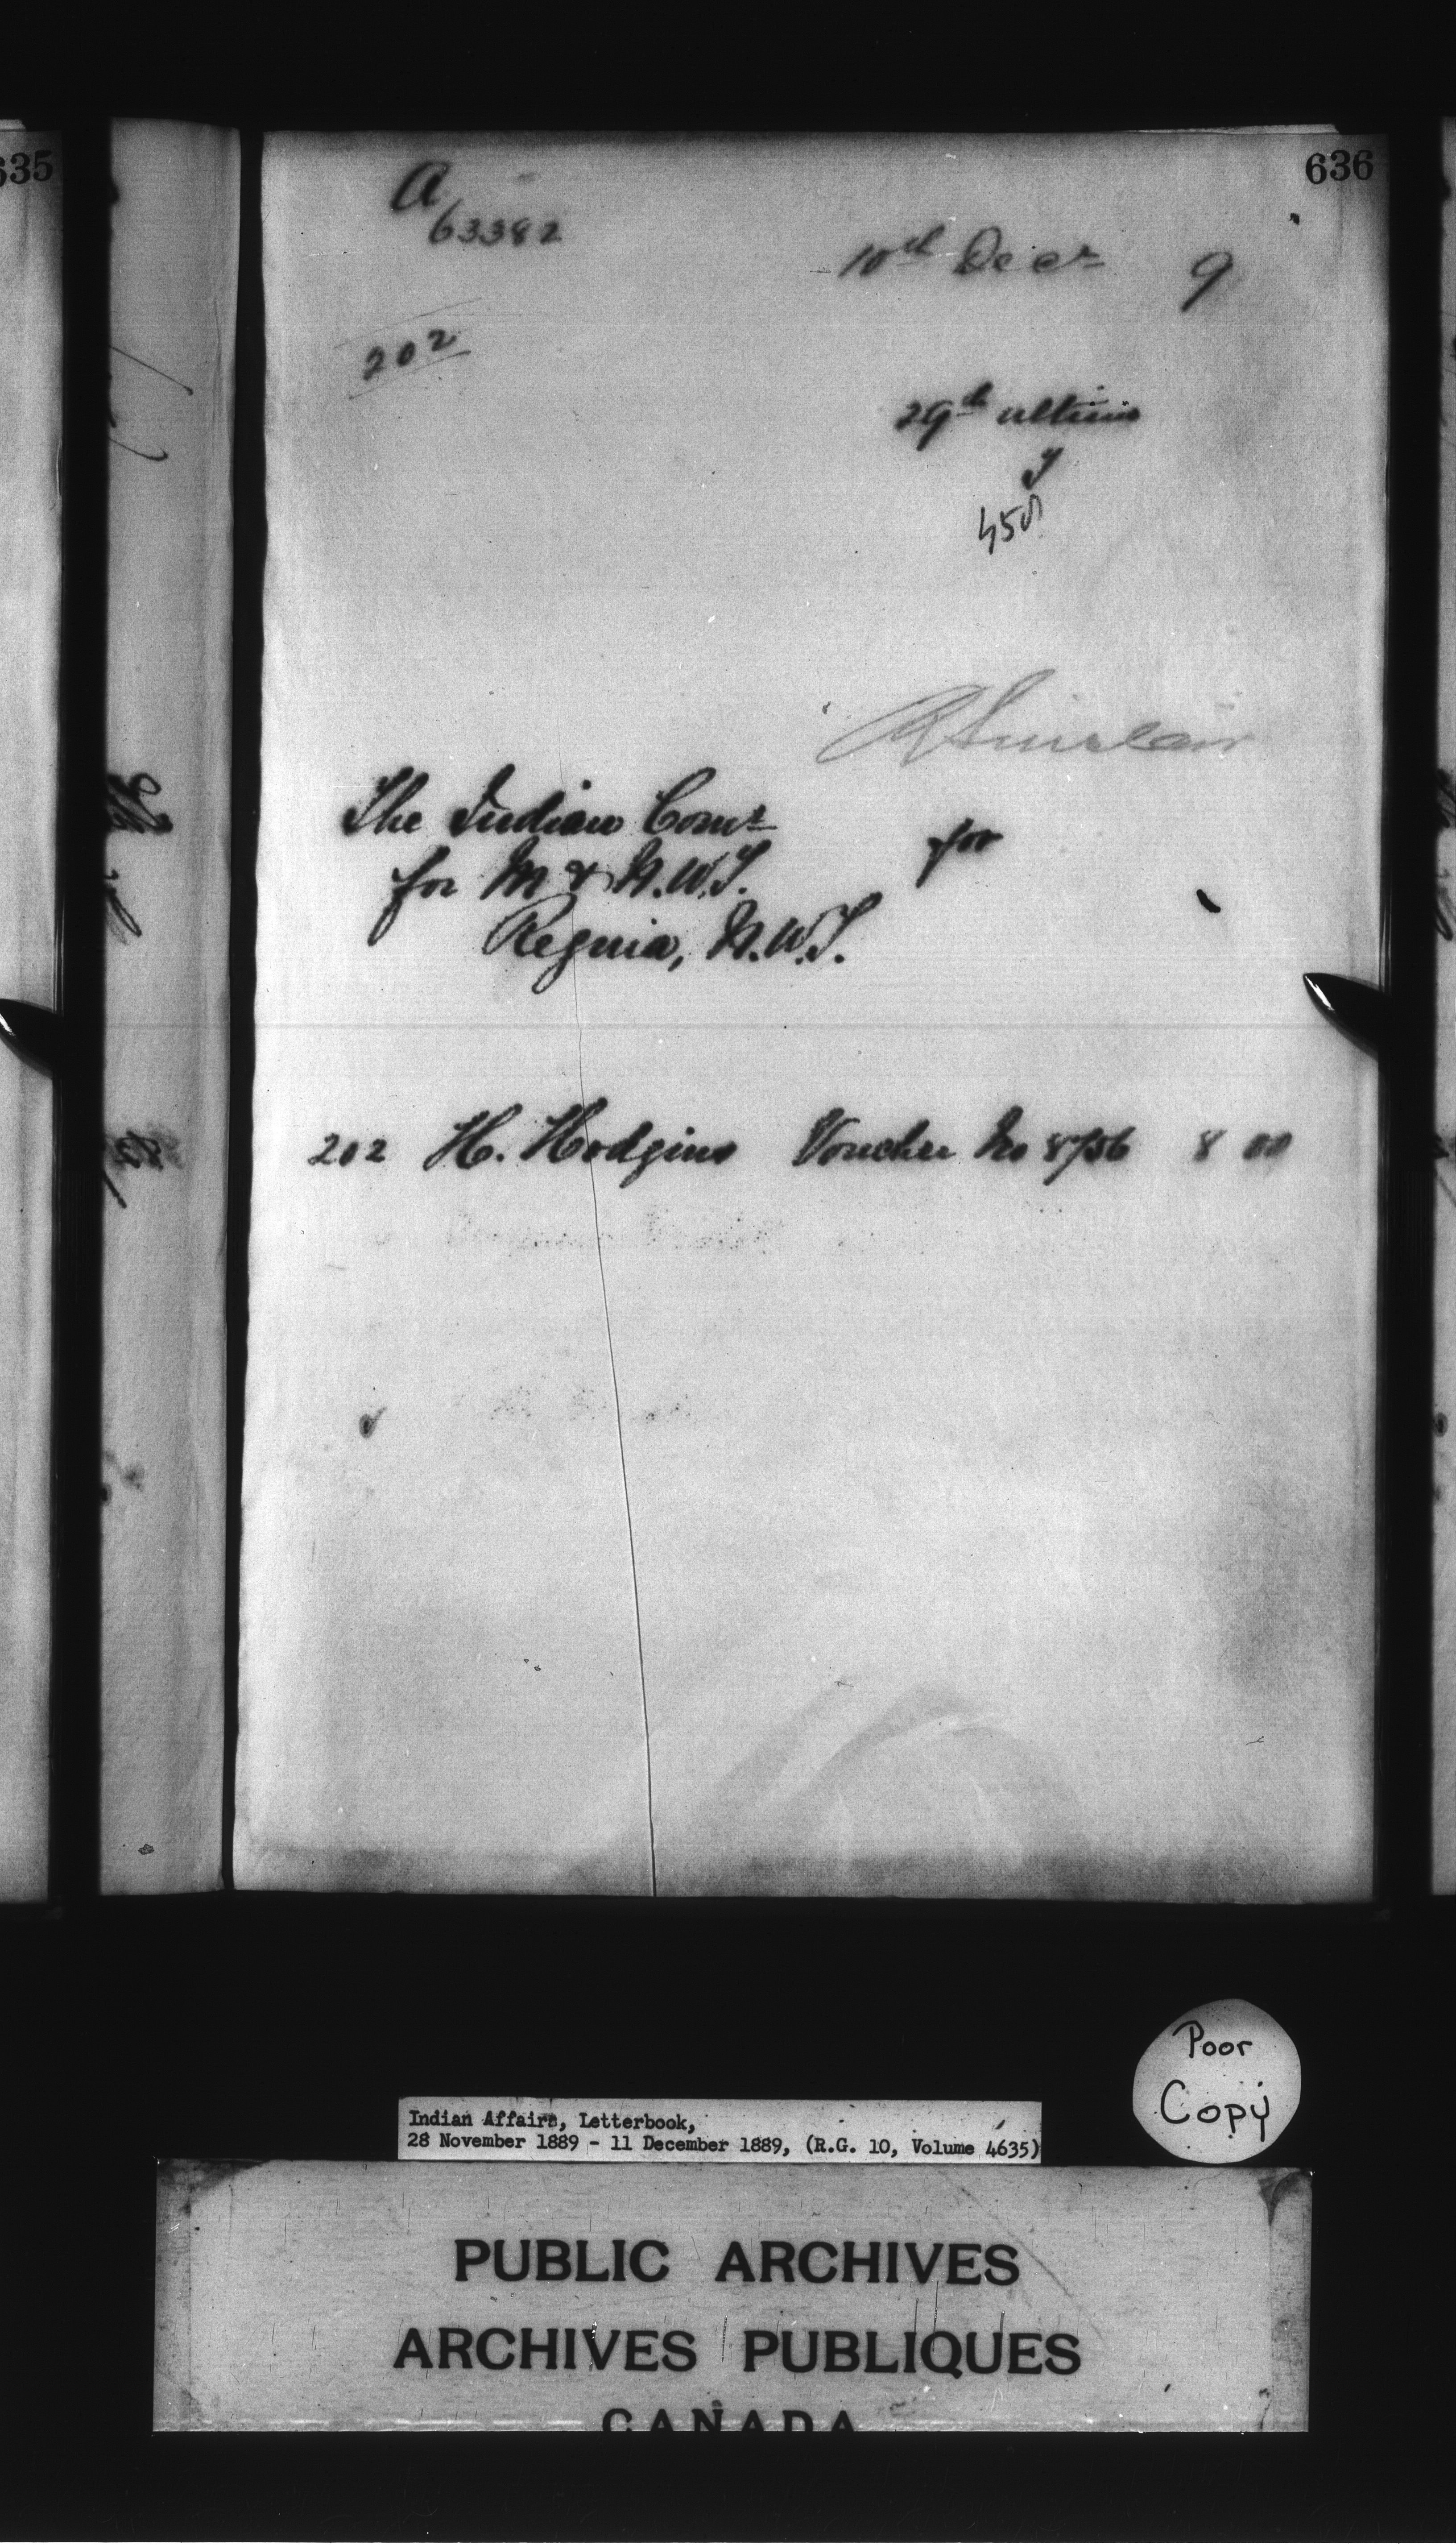 635
636
A
63382
10th Decr 9
202
29th ultimo
I
458
R Sinclair
The Indian Comr
for
for M & N.W.T.
Regina, N.W.T.
202 H. Hodgins Voucher No 8756 8 00
Poor
Copy
Indian Affairs, Letterbook,
28 November 1889 - 11 December 1889, (R.G. 10, Volume 4635)
PUBLIC ARCHIVES
ARCHIVES PUBLIQUES
CANADA